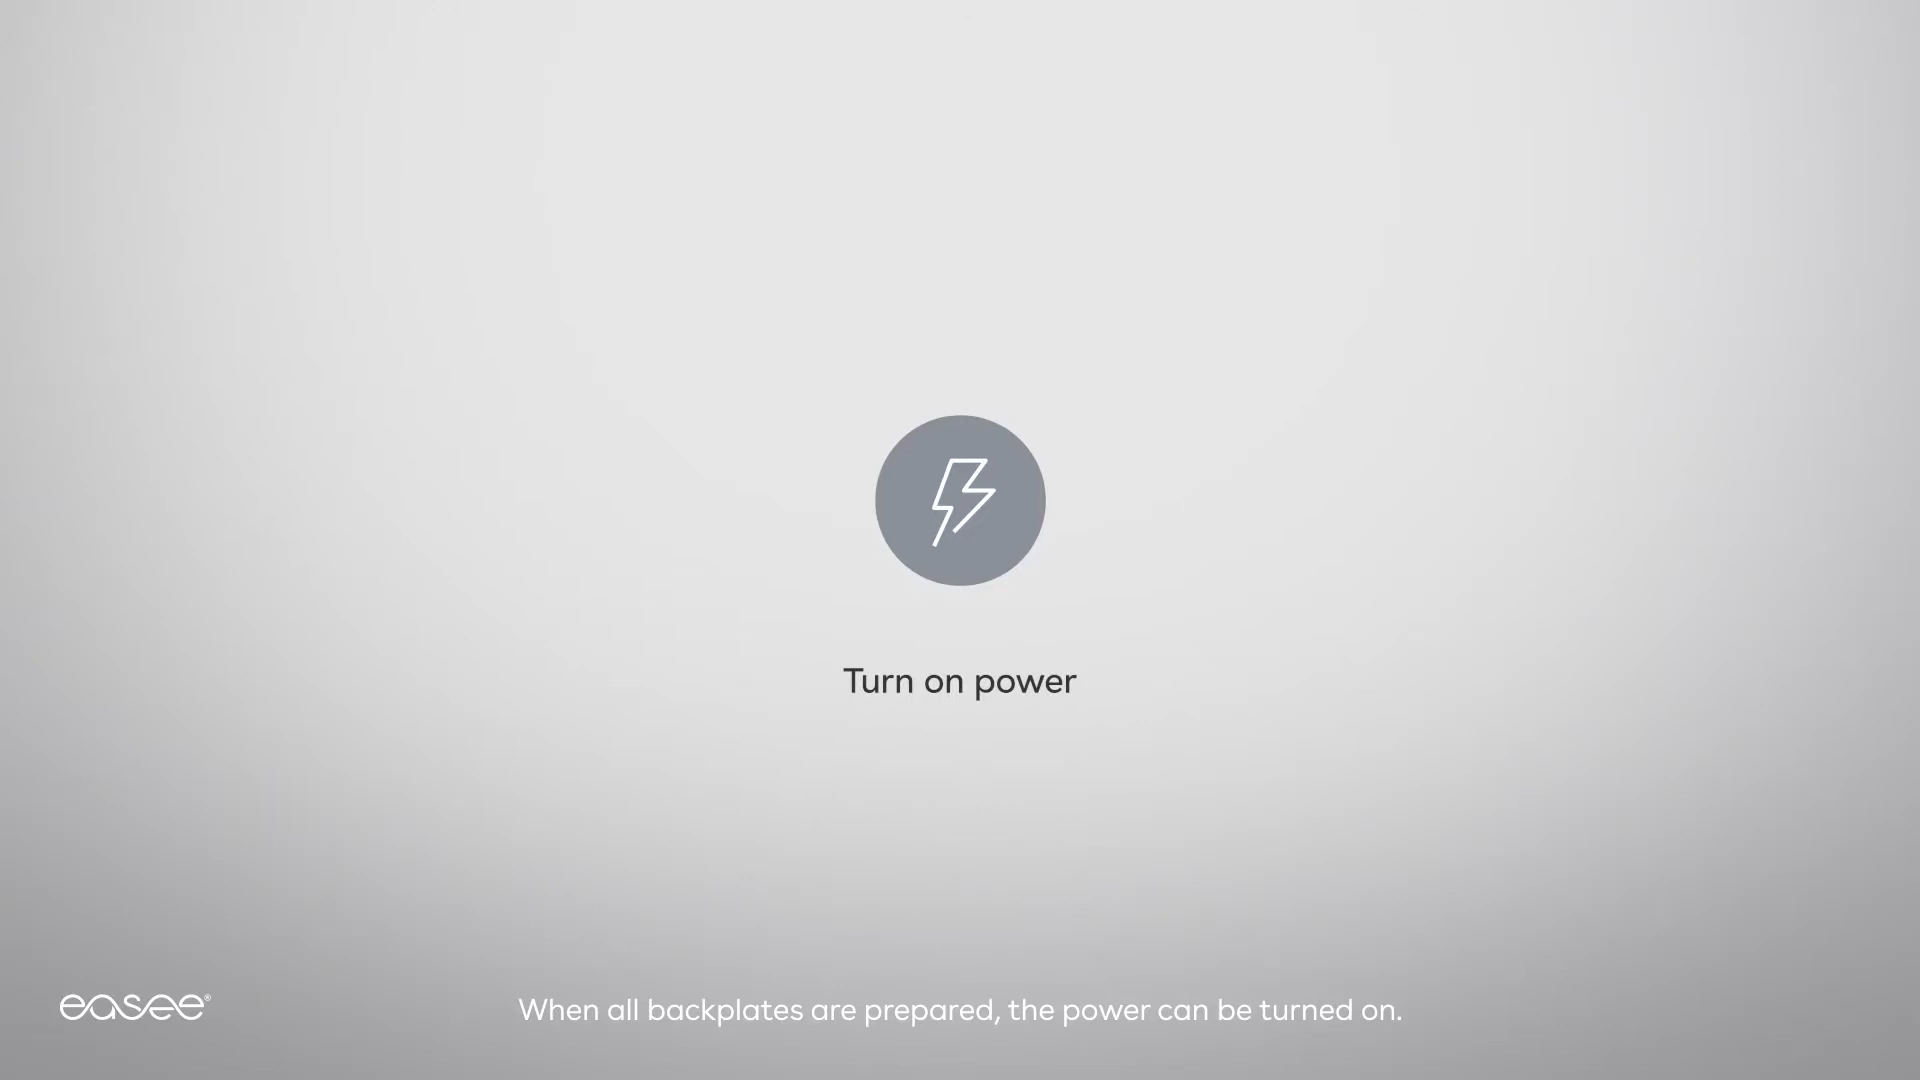 Turn on power
easee®
When all backplates are prepared, the power can be turned on.